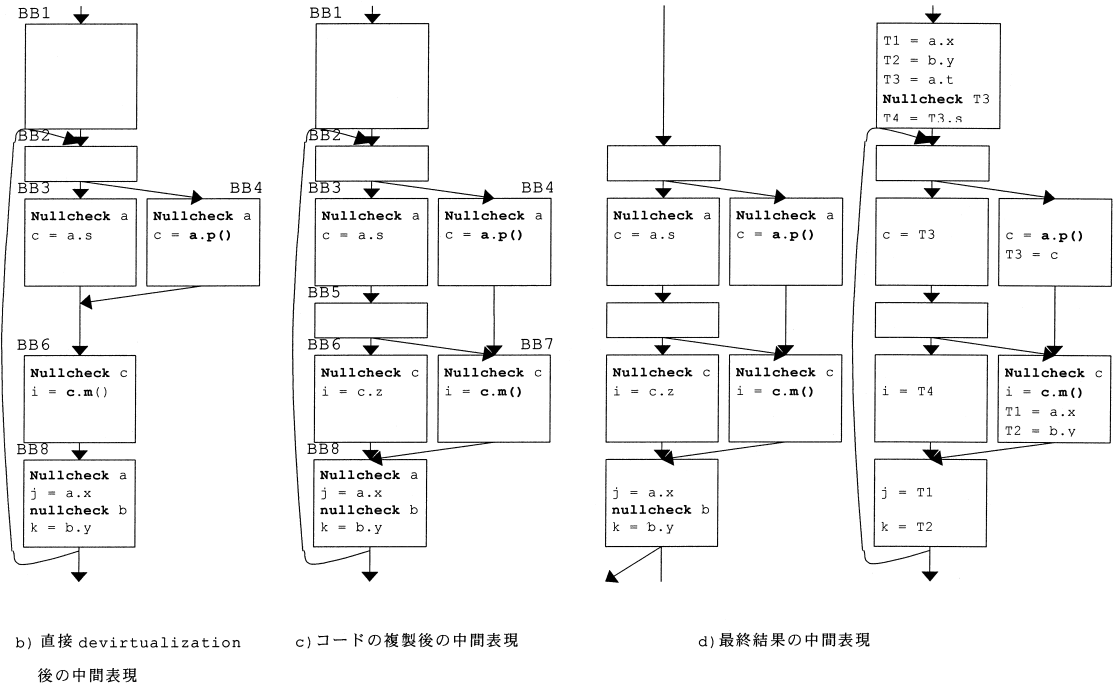 BB1
BB2
BB3
BB4
Nullcheck a
c = a.s
Nullcheck a
c = a.p()
BB6
Nullcheck c
i = c.m()
BB8
Nullcheck a
j = a.x
nullcheck b
k = b.y
b) 直接 devirtualization
後の中間表現
BB1
BB2
BB3
BB4
Nullcheck a
c = a.s
Nullcheck a
c = a.p()
BB5
BB6
BB7
Nullcheck c
i = c.z
Nullcheck c
i = c.m()
BB8
Nullcheck a
j = a.x
nullcheck b
k = b.y
c)コードの複製後の中間表現
Nullcheck a
c = a.s
Nullcheck a
c = a.p()
Nullcheck c
i = c.z
Nullcheck c
i = c.m()
j = a.x
nullcheck b
k = b.y
T1 = a.x
T2 = b.y
T3 = a.t
Nullcheck T3
T4 = T3.s
c = T3
c = a.p()
T3 = c
i = T4
Nullcheck c
i = c.m()
T1 = a.x
T2 = b.y
j = T1
k = T2
d)最終結果の中間表現